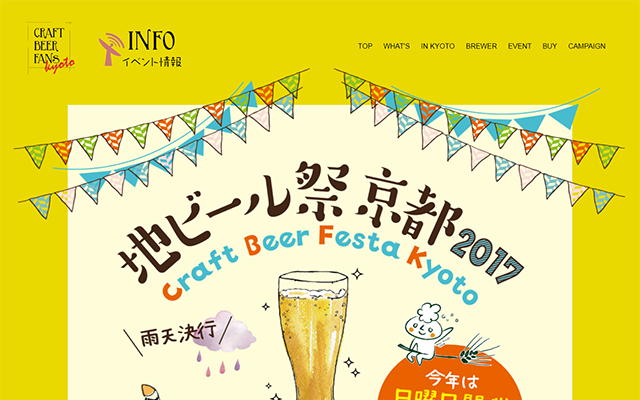 CRAFT
BEER
FANS
kyoto
INFO
イベント情報
TOP WHAT'S IN KYOTO BREWER EVENT BUY CAMPAIGN
地ビール祭 京都 2017
Craft Beer Festa Kyoto
雨天決行
今年は